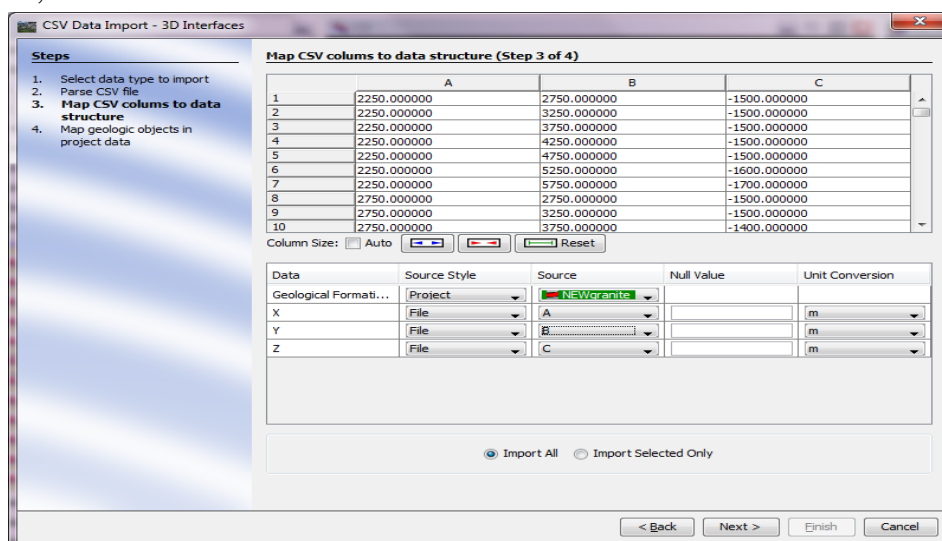 CSV Data Import - 3D Interfaces
Steps
1. Select data type to import
2. Parse CSV file
3. Map CSV colums to data
structure
4. Map geologic objects in
project data
Map CSV colums to data structure (Step 3 of 4)
A B C
1 2250.000000 2750.000000 -1500.000000
2 2250.000000 3250.000000 -1500.000000
3 2250.000000 3750.000000 -1500.000000
4 2250.000000 4250.000000 -1500.000000
5 2250.000000 4750.000000 -1500.000000
6 2250.000000 5250.000000 -1600.000000
7 2250.000000 5750.000000 -1700.000000
8 2750.000000 2750.000000 -1500.000000
9 2750.000000 3250.000000 -1500.000000
10 2750.000000 3750.000000 -1400.000000
Column Size: Auto Reset
Data Source Style Source Null Value Unit Conversion
Geological Formati... Project NEWgranite
X File A m
Y File B m
Z File C m
Import All Import Selected Only
< Back Next > Finish Cancel